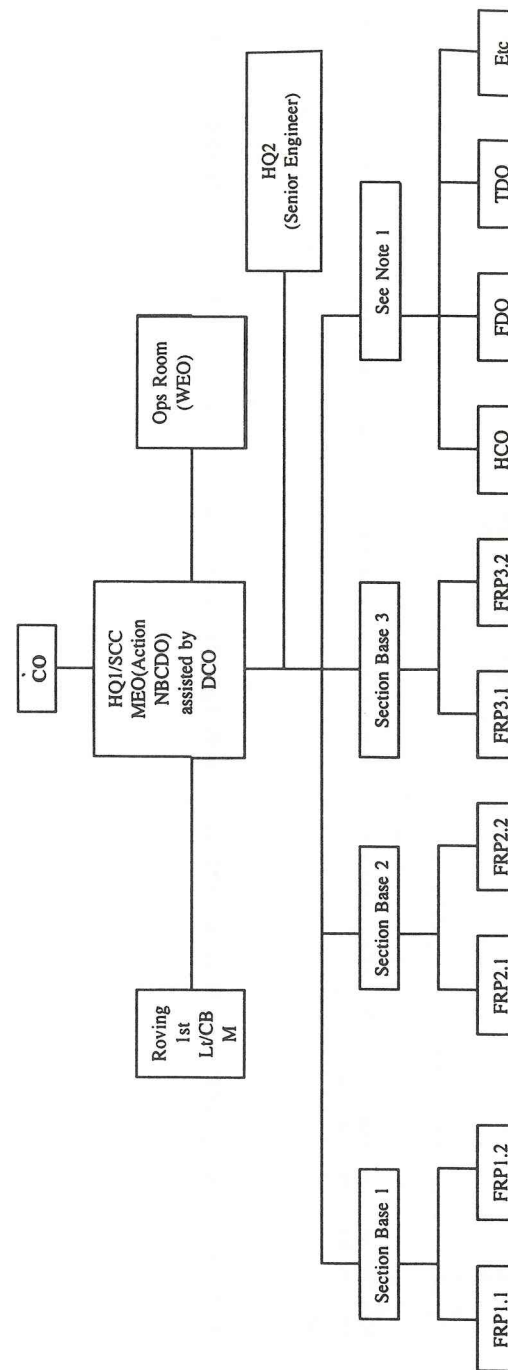 CO
HQ1/SCC
MEO(Action
NBCDO)
assisted by
DCO
Roving
1st
Lt/CB
M
Ops Room
(WEO)
HQ2
(Senior Engineer)
Section Base 1
Section Base 2
Section Base 3
See Note 1
FRP1.1
FRP1.2
FRP2.1
FRP2.2
FRP3.1
FRP3.2
HCO
FDO
TDO
Etc